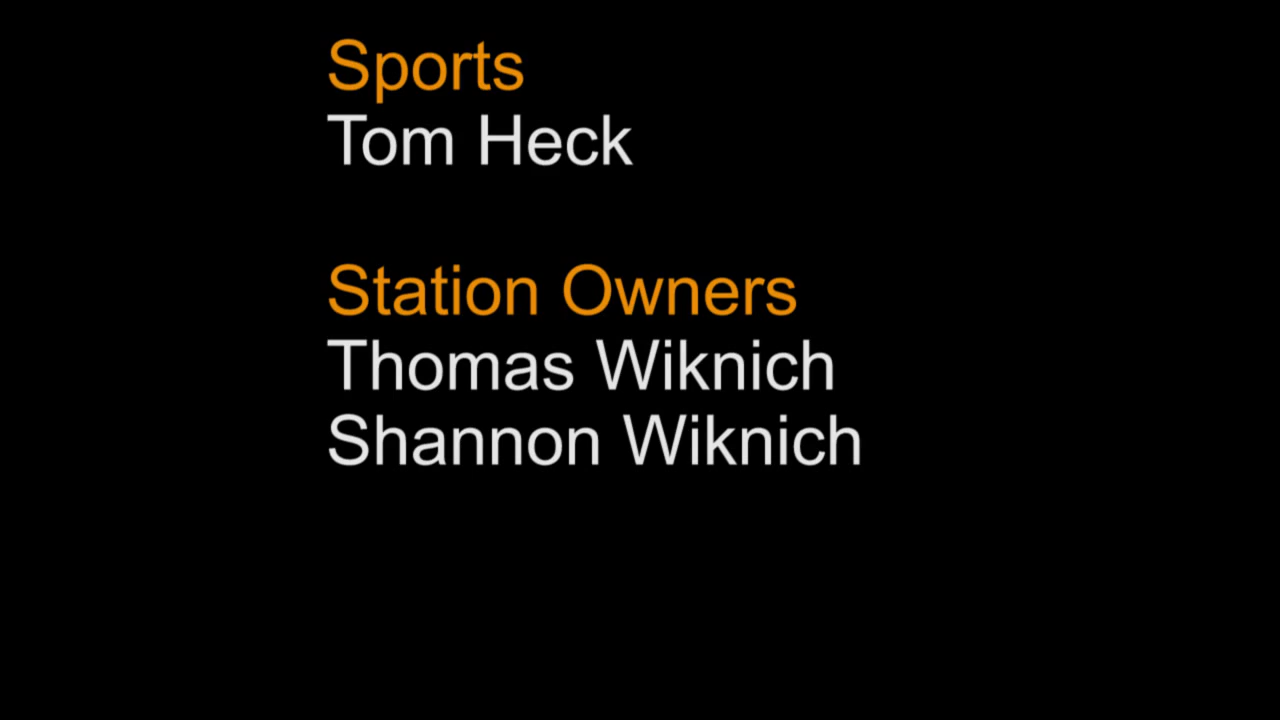 Sports
Tom Heck
Station Owners
Thomas Wiknich
Shannon Wiknich